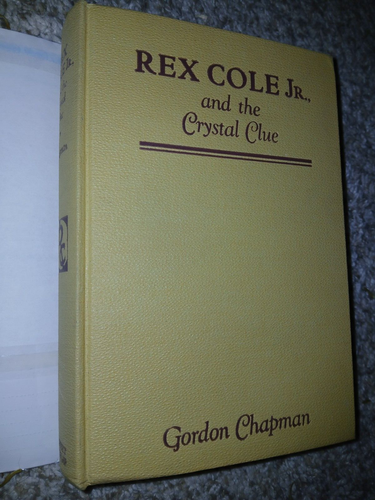 REX COLE JR.,
and the
Crystal Clue
Gordon Chapman